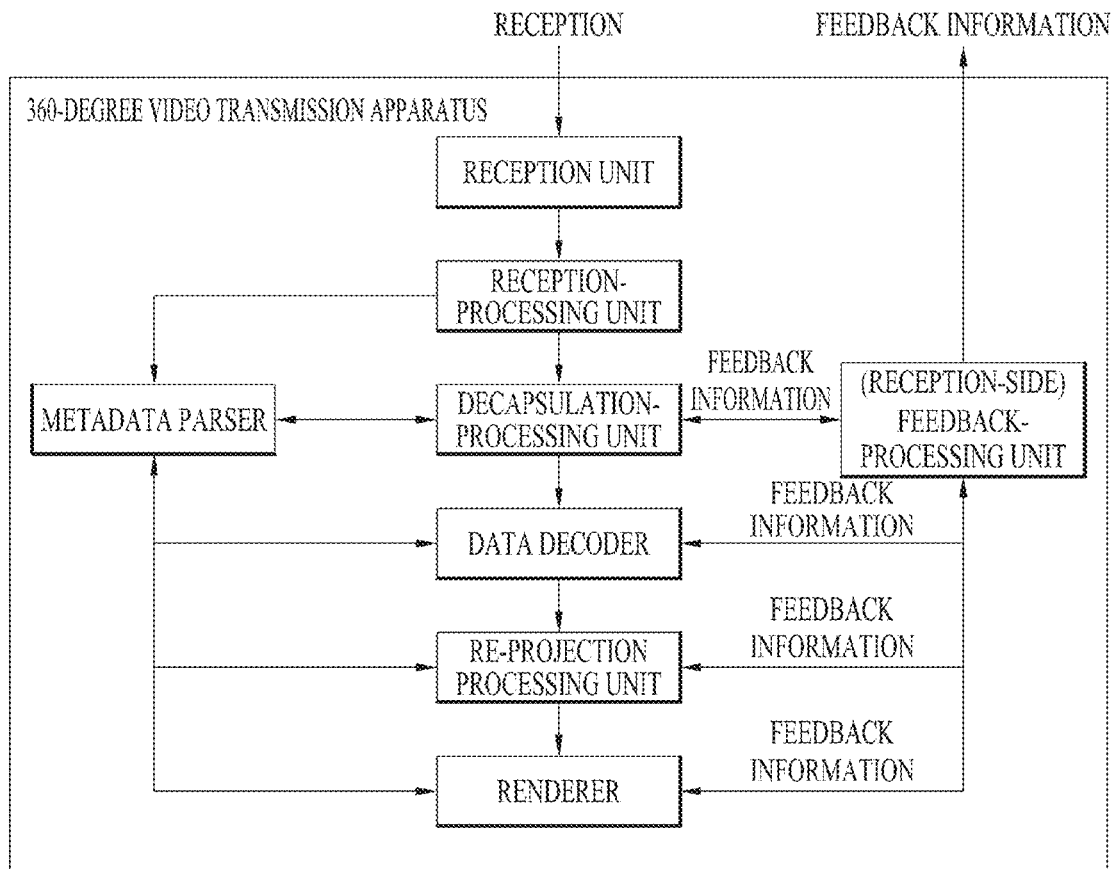 RECEPTION
FEEDBACK INFORMATION
360-DEGREE VIDEO TRANSMISSION APPARATUS
RECEPTION UNIT
RECEPTION-
PROCESSING UNIT
METADATA PARSER
DECAPSULATION-
PROCESSING UNIT
FEEDBACK
INFORMATION
(RECEPTION-SIDE)
FEEDBACK-
PROCESSING UNIT
DATA DECODER
FEEDBACK
INFORMATION
RE-PROJECTION
PROCESSING UNIT
FEEDBACK
INFORMATION
RENDERER
FEEDBACK
INFORMATION